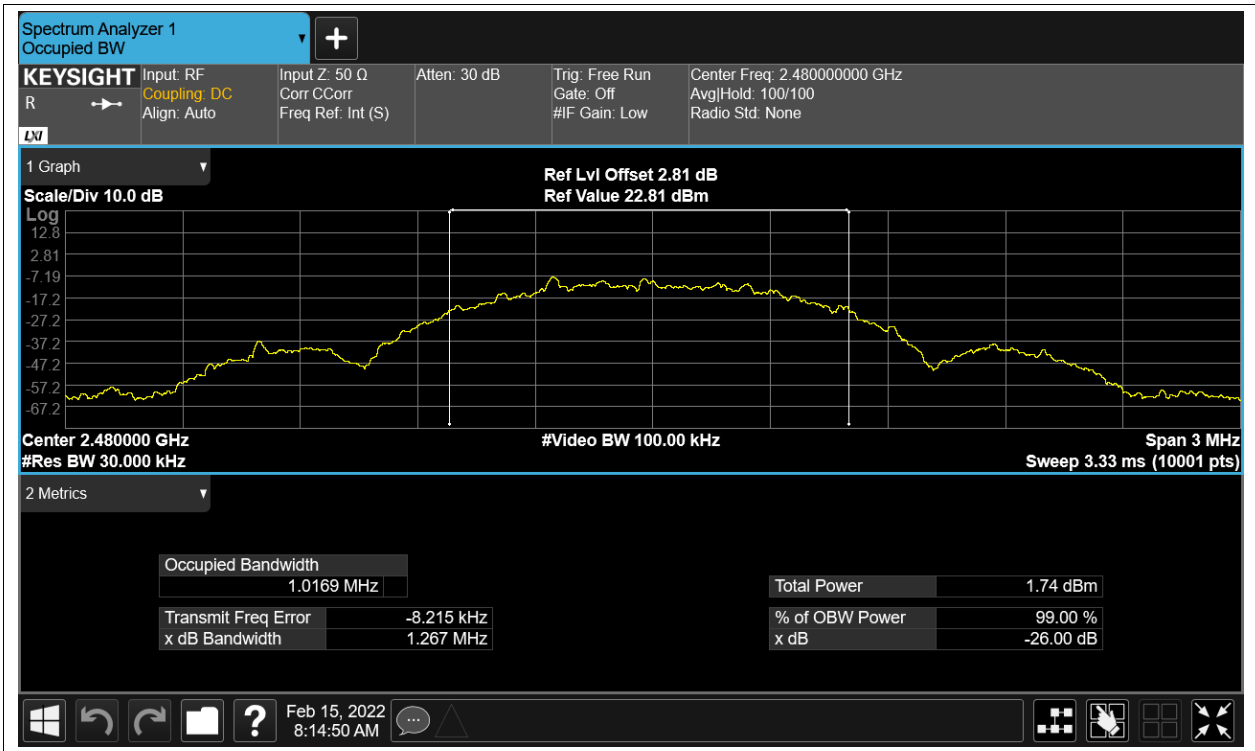 Spectrum Analyzer 1
Occupied BW
KEYSIGHT
R
LXI
Input: RF
Coupling: DC
Align: Auto
Input Z: 50 Ω
Corr CCorr
Freq Ref: Int (S)
Atten: 30 dB
Trig: Free Run
Gate: Off
#IF Gain: Low
Center Freq: 2.480000000 GHz
Avg|Hold: 100/100
Radio Std: None
1 Graph
Scale/Div 10.0 dB
Ref Lvl Offset 2.81 dB
Ref Value 22.81 dBm
Log
12.8
2.81
-7.19
-17.2
-27.2
-37.2
-47.2
-57.2
-67.2
Center 2.480000 GHz
#Res BW 30.000 kHz
#Video BW 100.00 kHz
Span 3 MHz
Sweep 3.33 ms (10001 pts)
2 Metrics
Occupied Bandwidth
1.0169 MHz
Transmit Freq Error -8.215 kHz
x dB Bandwidth 1.267 MHz
Total Power 1.74 dBm
% of OBW Power 99.00 %
x dB -26.00 dB
?
Feb 15, 2022
8:14:50 AM